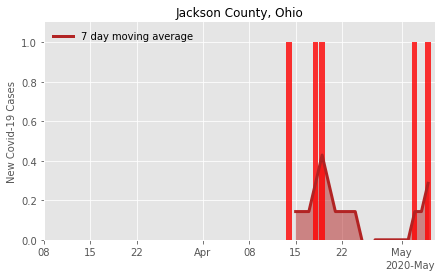 Jackson County, Ohio
7 day moving average
New Covid-19 Cases
1.0
0.8
0.6
0.4
0.2
0.0
08 15 22 Apr 08 15 22 May
2020-May